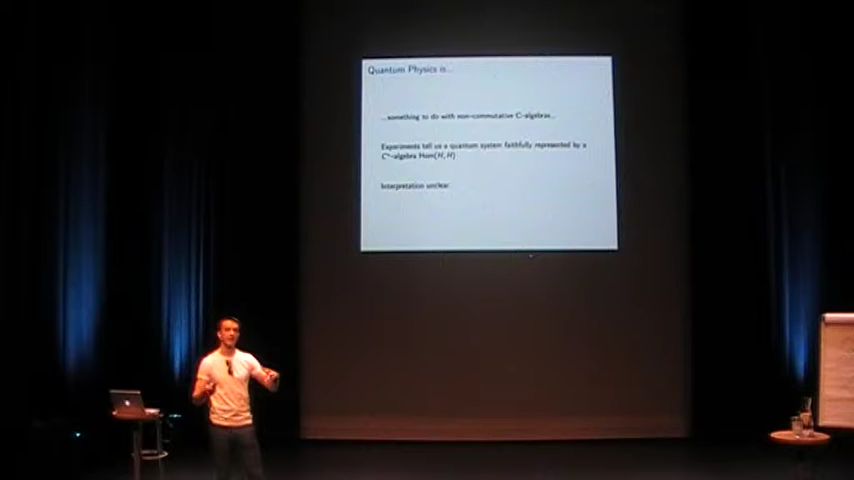 Quantum Physics is...
...something to do with non-commutative C-algebras...
Experiments tell us a quantum system faithfully represented by a
C*-algebra Hom(H, H)
Interpretation unclear.